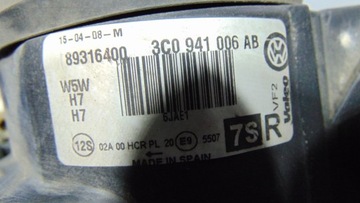 15-04-08-M
89316400 3C0 941 006 AB
W5W
H7
H7
6JAE1
VF2
Valeo
12S 02A 00 HCR PL 20 E9 5507 7S R
MADE IN SPAIN